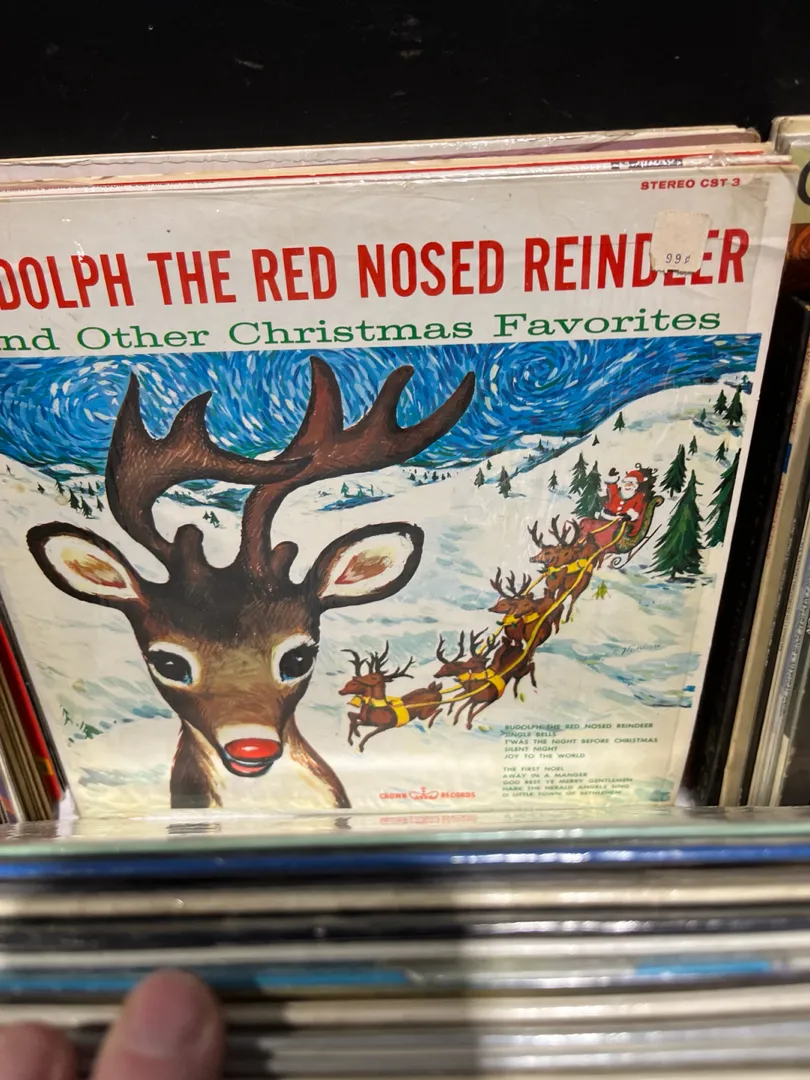 STEREO CST 3
DOLPH THE RED NOSED REINDEER
99¢
nd Other Christmas Favorites
RUDOLPH THE RED NOSED REINDEER
JINGLE BELLS
T'WAS THE NIGHT BEFORE CHRISTMAS
SILENT NIGHT
JOY TO THE WORLD
THE FIRST NOEL
AWAY IN A MANGER
GOD REST YE MERRY GENTLEMEN
HARK THE HERALD ANGELS SING
O LITTLE TOWN OF BETHLEHEM
CROWN RECORDS